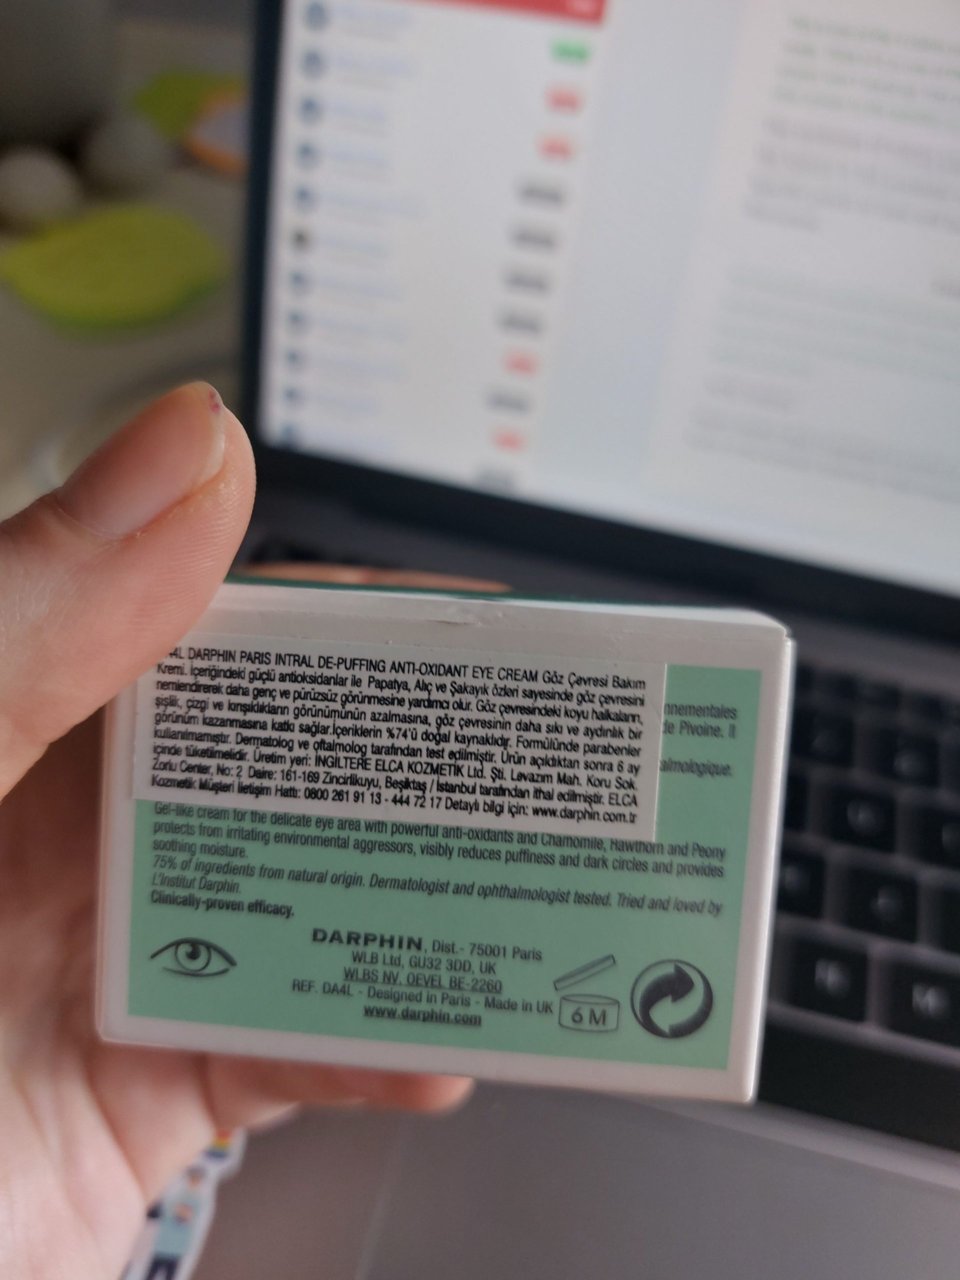 4L DARPHIN PARIS INTRAL DE-PUFFING ANTI-OXIDANT EYE CREAM Göz Çevresi Bakım
Kremi. İçeriğindeki güçlü antioksidanlar ile Papatya, Alıç ve Şakayık özleri sayesinde göz çevresini
nemlendirerek daha genç ve pürüzsüz görünmesine yardımcı olur. Göz çevresindeki koyu halkaların,
şişlik, çizgi ve kırışıklıkların görünümünün azalmasına, göz çevresinin daha sıkı ve aydınlık bir
görünüm kazanmasına katkı sağlar.İçeriklerin %74'ü doğal kaynaklıdır. Formülünde parabenler
kullanılmamıştır. Dermatolog ve oftalmolog tarafından test edilmiştir. Ürün açıldıktan sonra 6 ay
içinde tüketilmelidir. Üretim yeri: İNGİLTERE ELCA KOZMETİK Ltd. Şti. Levazım Mah. Koru Sok.
Zorlu Center, No: 2 Daire: 161-169 Zincirlikuyu, Beşiktaş / İstanbul tarafından ithal edilmiştir. ELCA
Kozmetik Müşteri İletişim Hattı: 0800 261 91 13 - 444 72 17 Detaylı bilgi için: www.darphin.com.tr
nnementales
de Pivoine. Il
almologique.
Gel-like cream for the delicate eye area with powerful anti-oxidants and Chamomile, Hawthorn and Peony
protects from irritating environmental aggressors, visibly reduces puffiness and dark circles and provides
soothing moisture.
75% of ingredients from natural origin. Dermatologist and ophthalmologist tested. Tried and loved by
L'Institut Darphin.
Clinically-proven efficacy.
DARPHIN, Dist.- 75001 Paris
WLB Ltd, GU32 3DD, UK
WLBS NV, OEVEL BE-2260
REF. DA4L - Designed in Paris - Made in UK
www.darphin.com
6 M